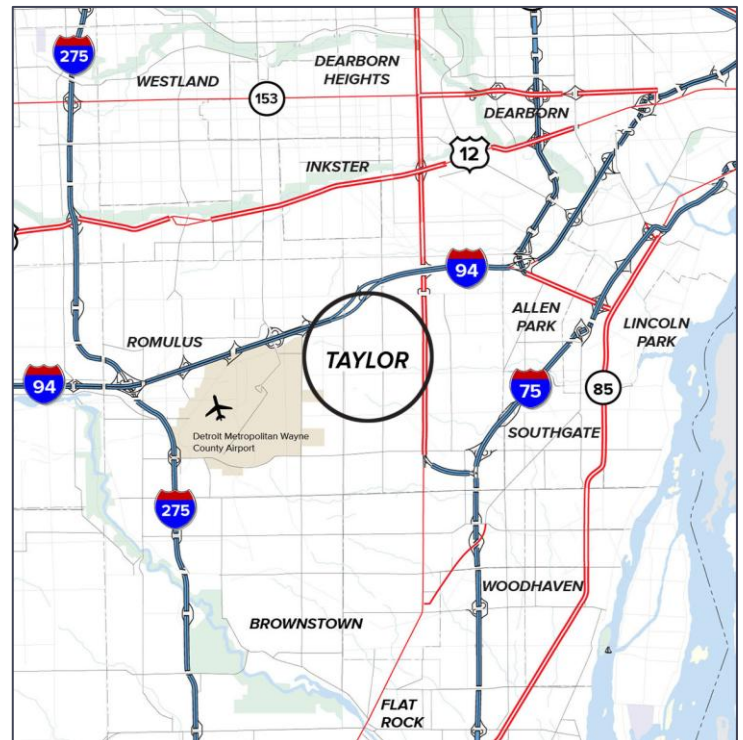 275
WESTLAND
DEARBORN
HEIGHTS
153
DEARBORN
12
INKSTER
94
ROMULUS
TAYLOR
ALLEN
PARK
LINCOLN
PARK
94
75
85
Detroit Metropolitan Wayne
County Airport
SOUTHGATE
275
WOODHAVEN
BROWNSTOWN
FLAT
ROCK